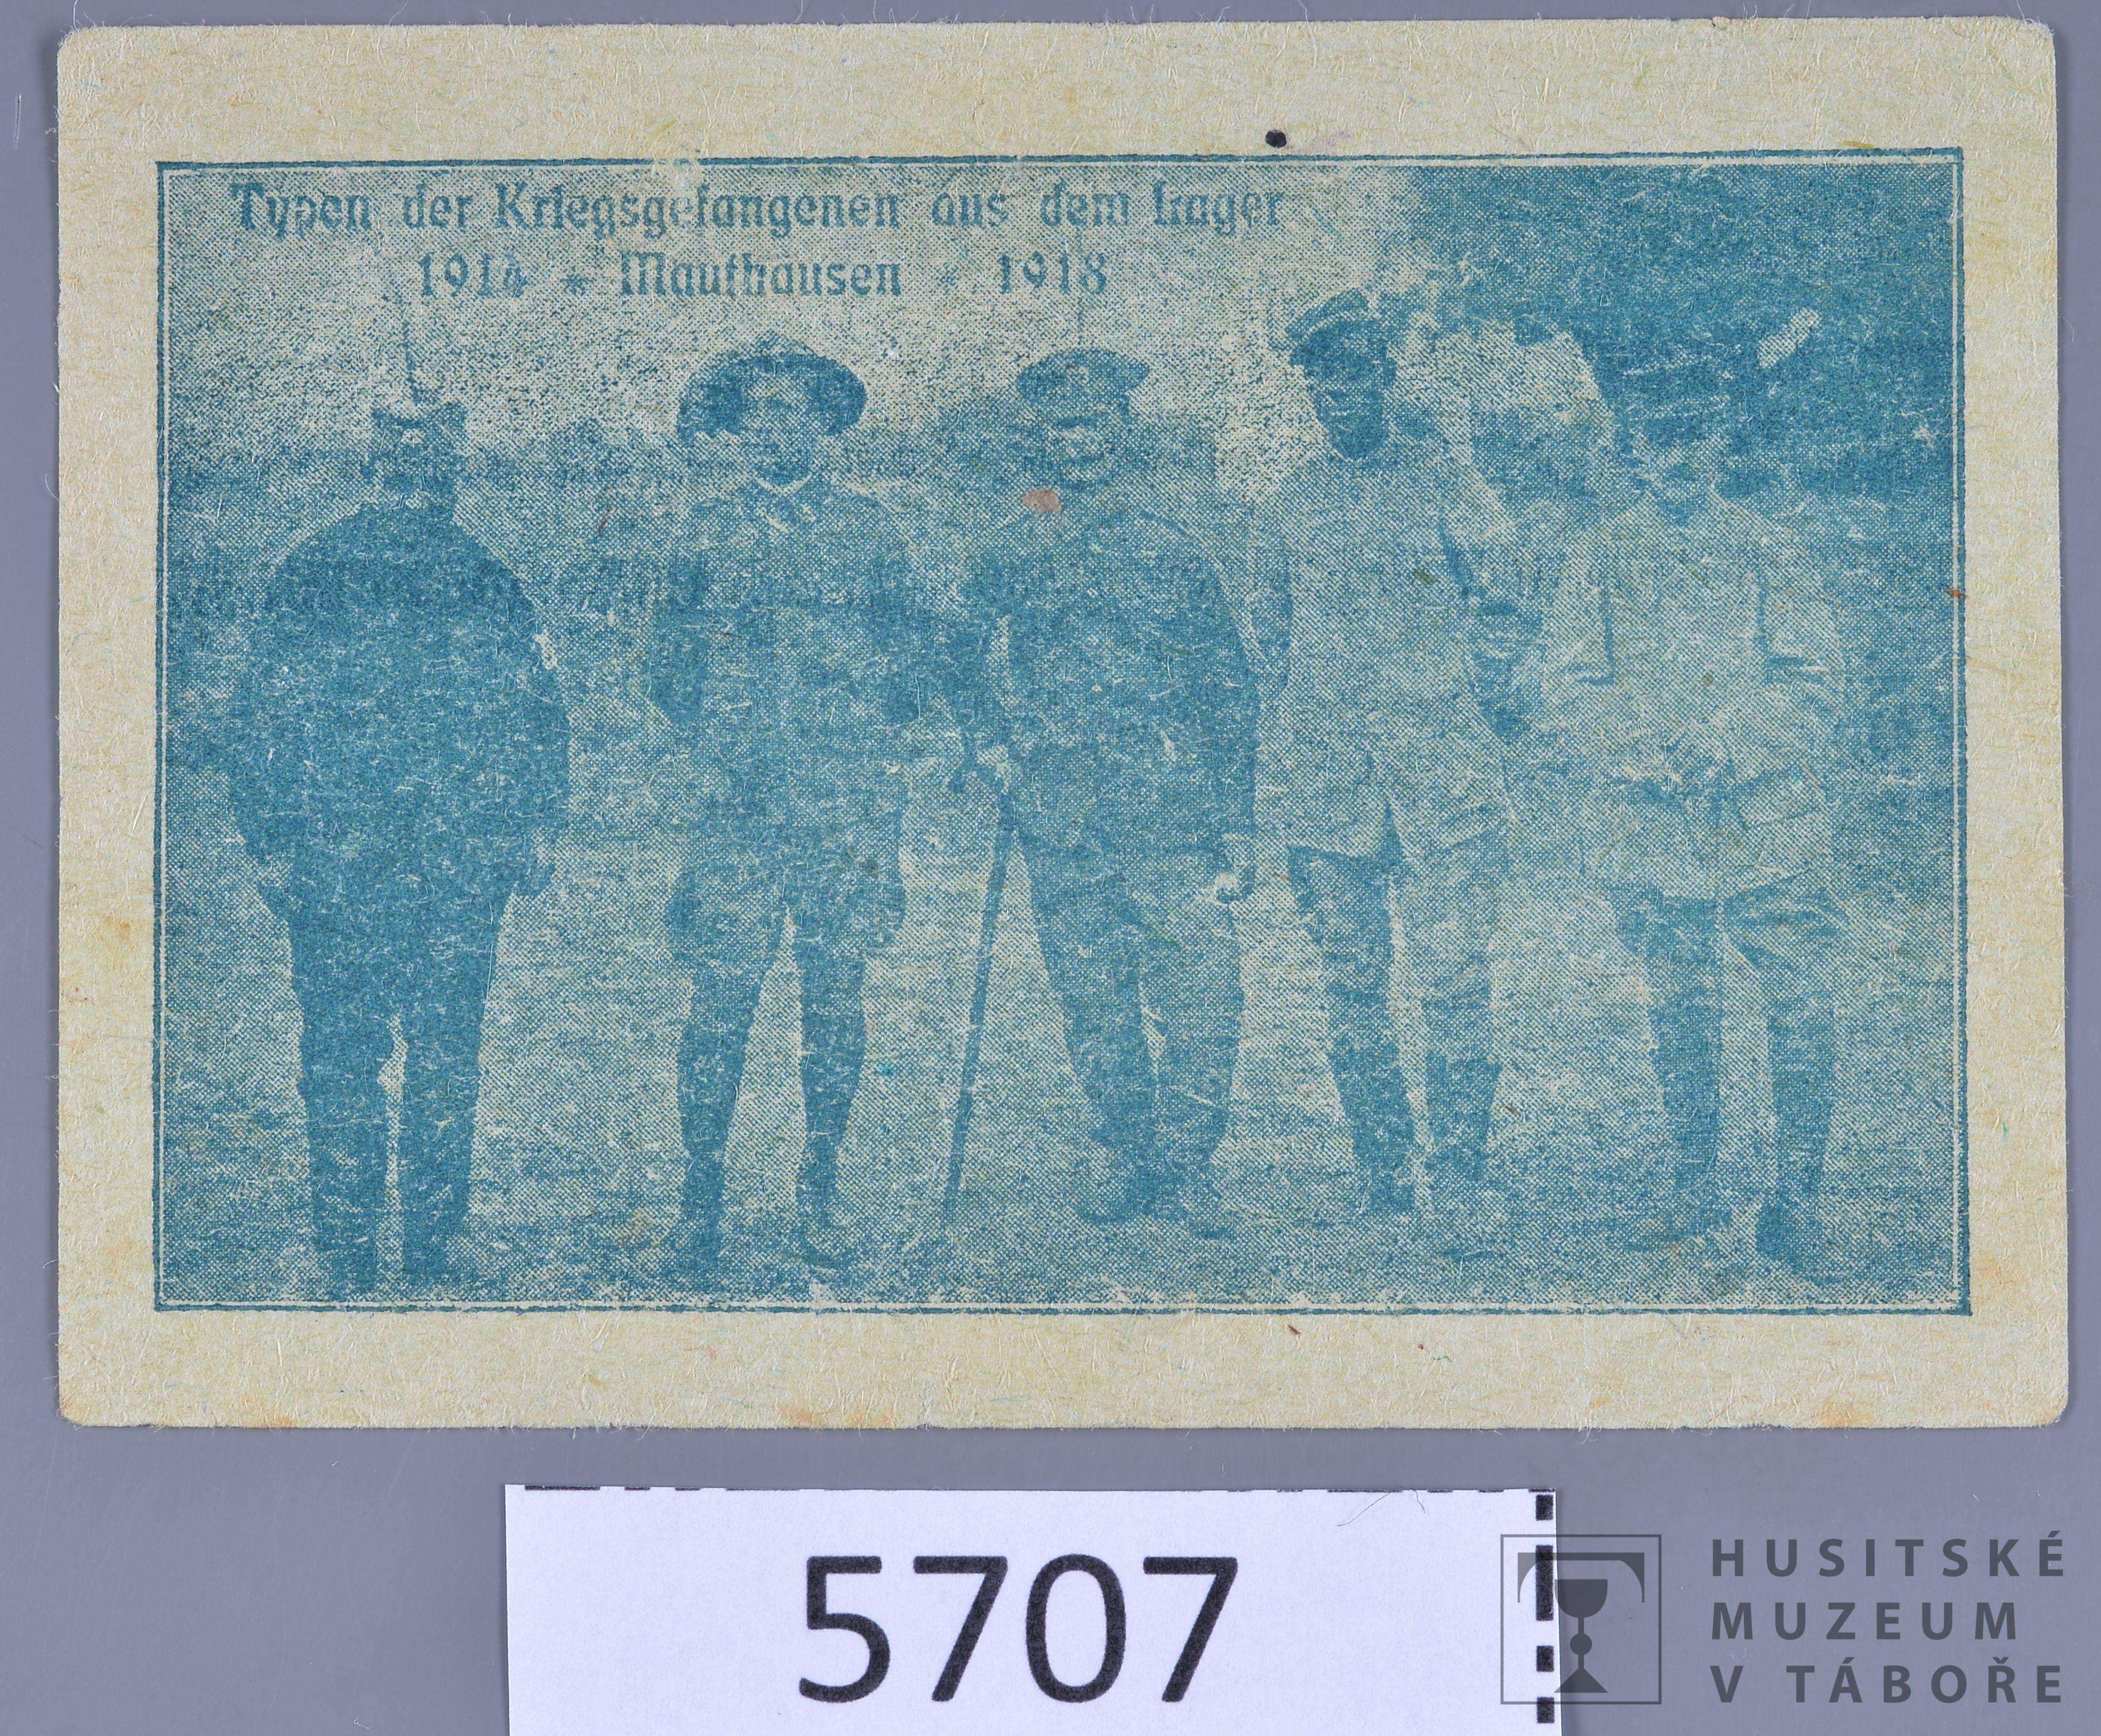 Typen der Kriegsgefangenen aus dem Lager
1914 * Mauthausen * 1918
5707
HUSITSKÉ
MUZEUM
V TÁBOŘE